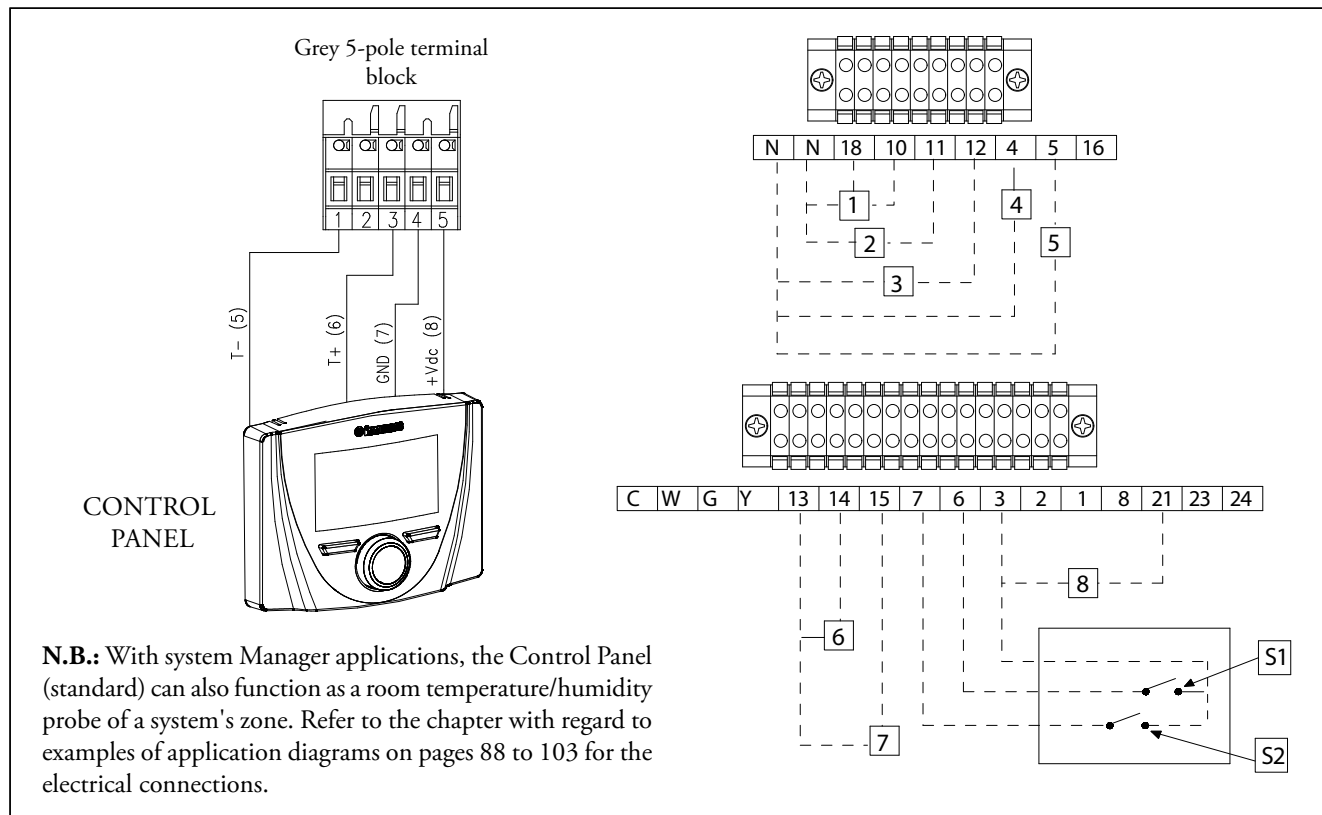 Grey 5-pole terminal
block
1 2 3 4 5
T- (5)
T+ (6)
GND (7)
+Vdc (8)
CONTROL
PANEL
N.B.: With system Manager applications, the Control Panel
(standard) can also function as a room temperature/humidity
probe of a system's zone. Refer to the chapter with regard to
examples of application diagrams on pages 88 to 103 for the
electrical connections.
N N 18 10 11 12 4 5 16
1
4
2
5
3
C W G Y 13 14 15 7 6 3 2 1 8 21 23 24
8
6
S1
7
S2